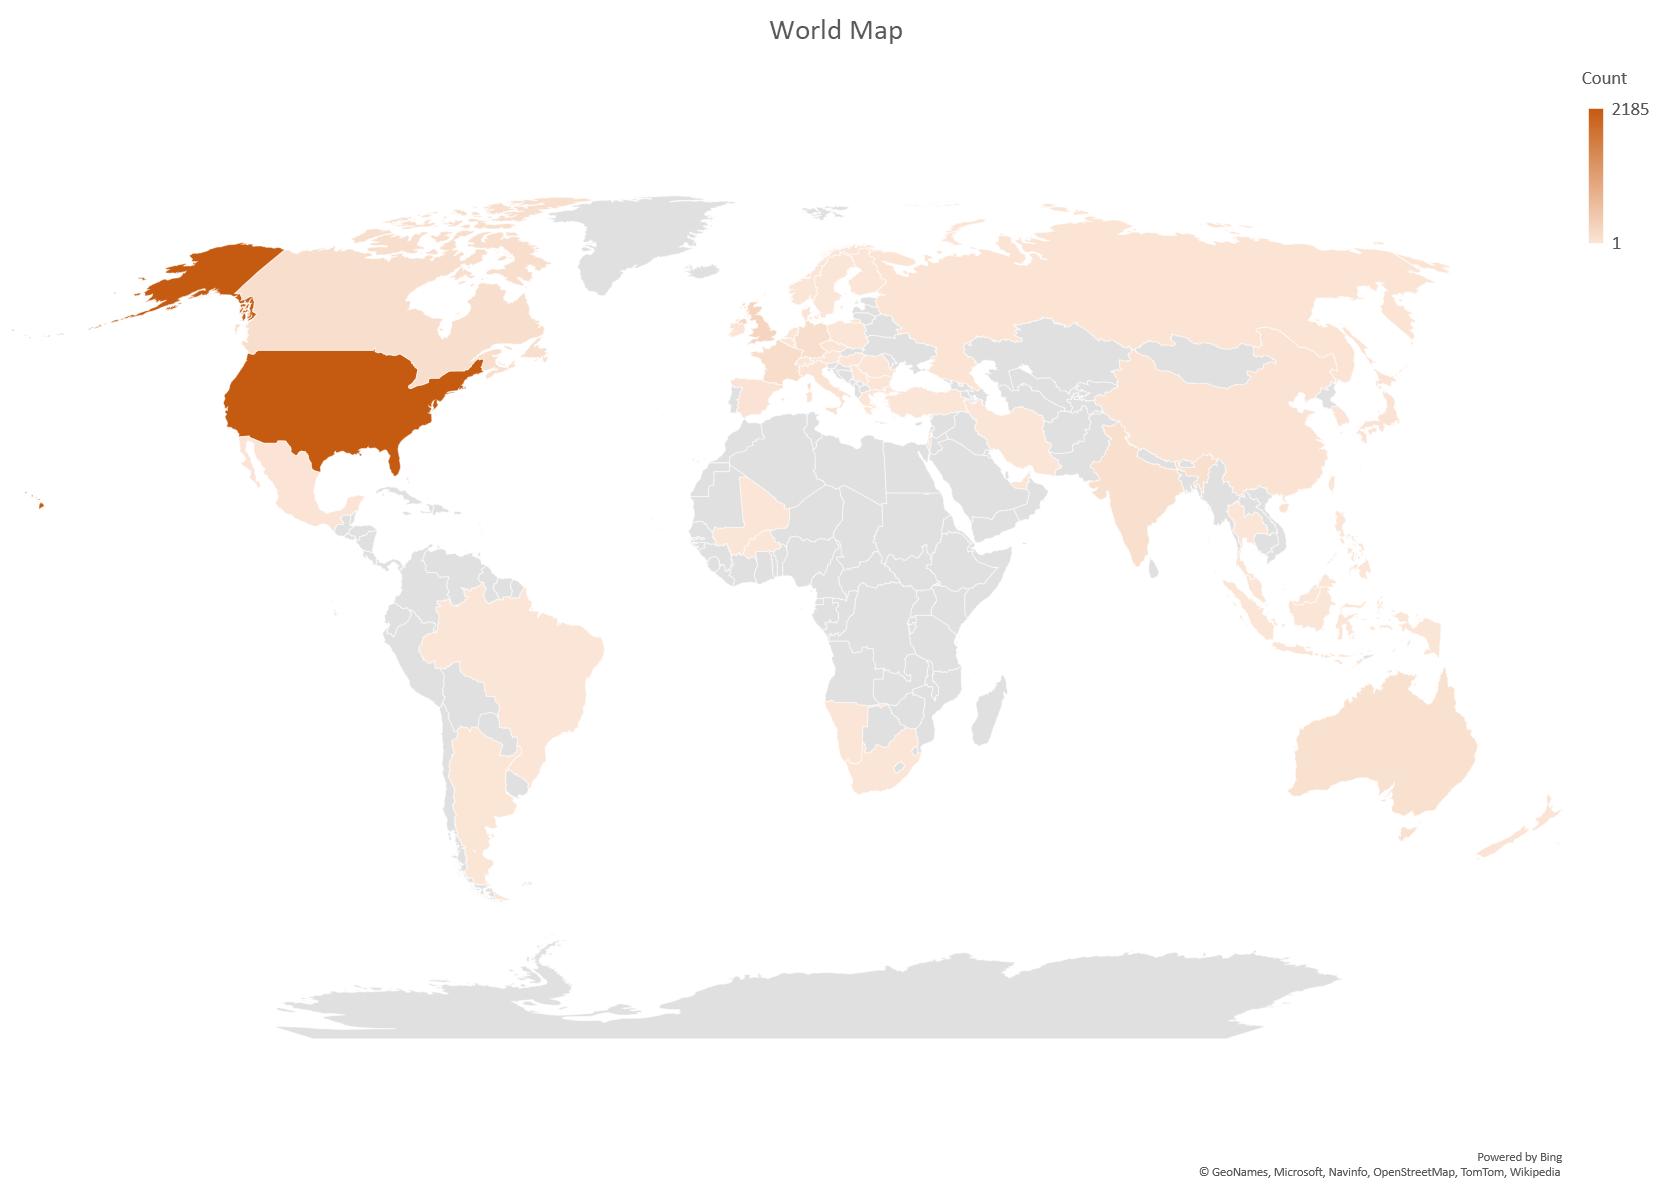 World Map
Count
2185
1
Powered by Bing
© GeoNames, Microsoft, Navinfo, OpenStreetMap, TomTom, Wikipedia